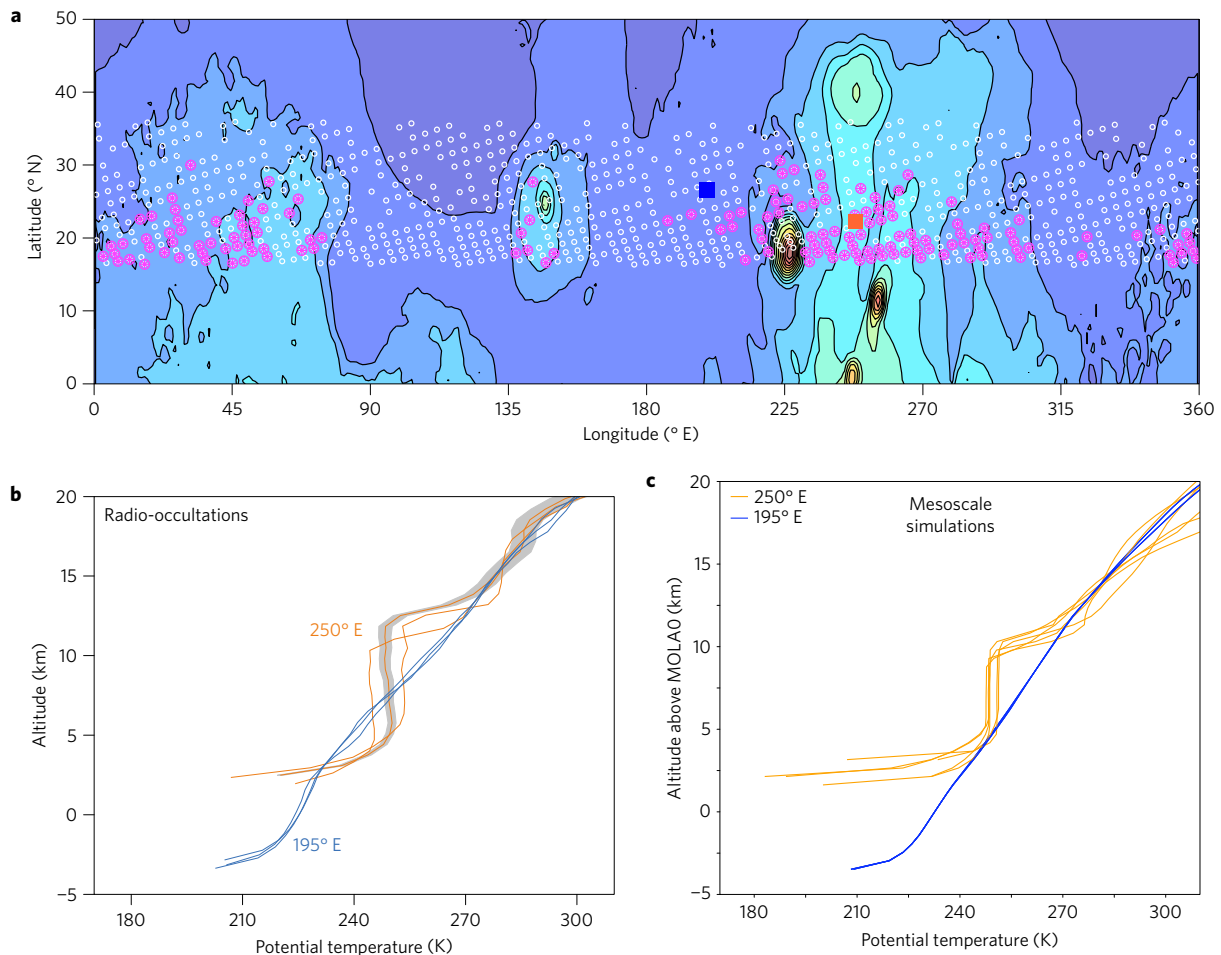 a
50
40
30
20
10
0
Latitude (° N)
0 45 90 135 180 225 270 315 360
Longitude (° E)
b
Radio-occultations
20
15
10
5
0
−5
Altitude (km)
250° E
195° E
180 210 240 270 300
Potential temperature (K)
c
250° E
195° E
Mesoscale
simulations
20
15
10
5
0
−5
Altitude above MOLA0 (km)
180 210 240 270 300
Potential temperature (K)